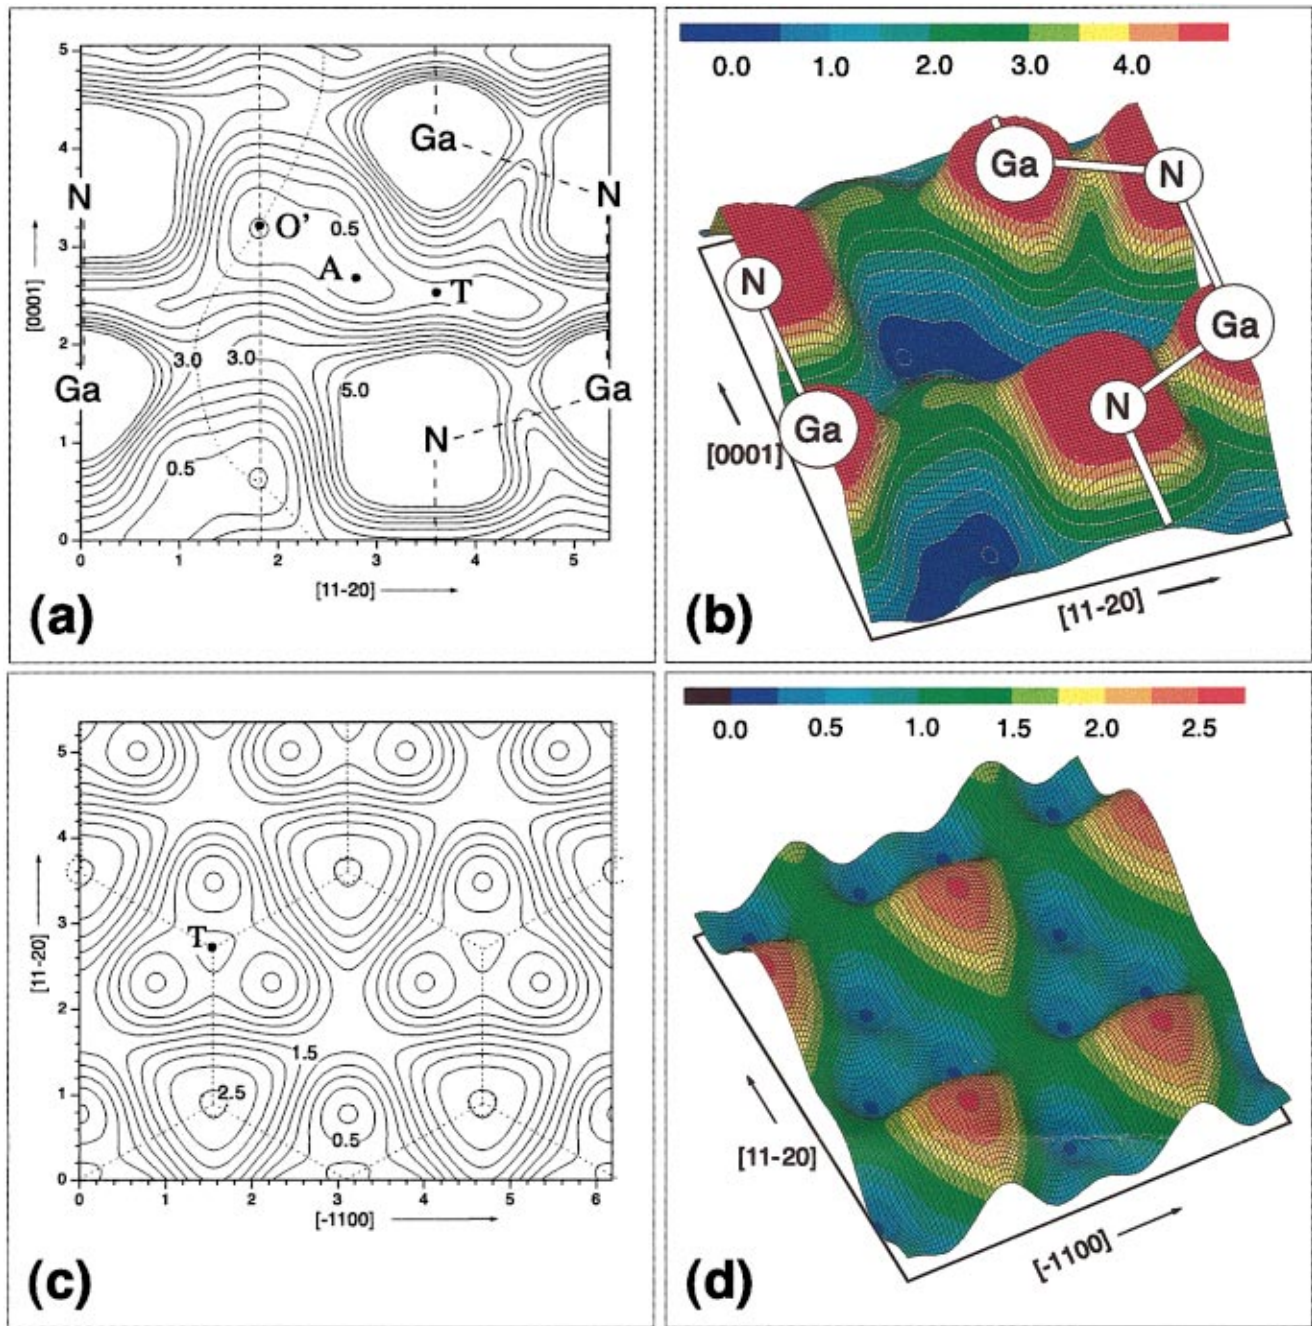 5
4
3
2
1
0
[0001]
Ga
N
N
O'
0.5
A
T
3.0
3.0
5.0
Ga
Ga
N
0.5
0 1 2 3 4 5
[11-20]
(a)
0.0 1.0 2.0 3.0 4.0
Ga
N
N
Ga
N
Ga
[0001]
[11-20]
(b)
5
4
3
2
1
0
[11-20]
T
1.5
2.5
0.5
0 1 2 3 4 5 6
[-1100]
(c)
0.0 0.5 1.0 1.5 2.0 2.5
[11-20]
[-1100]
(d)